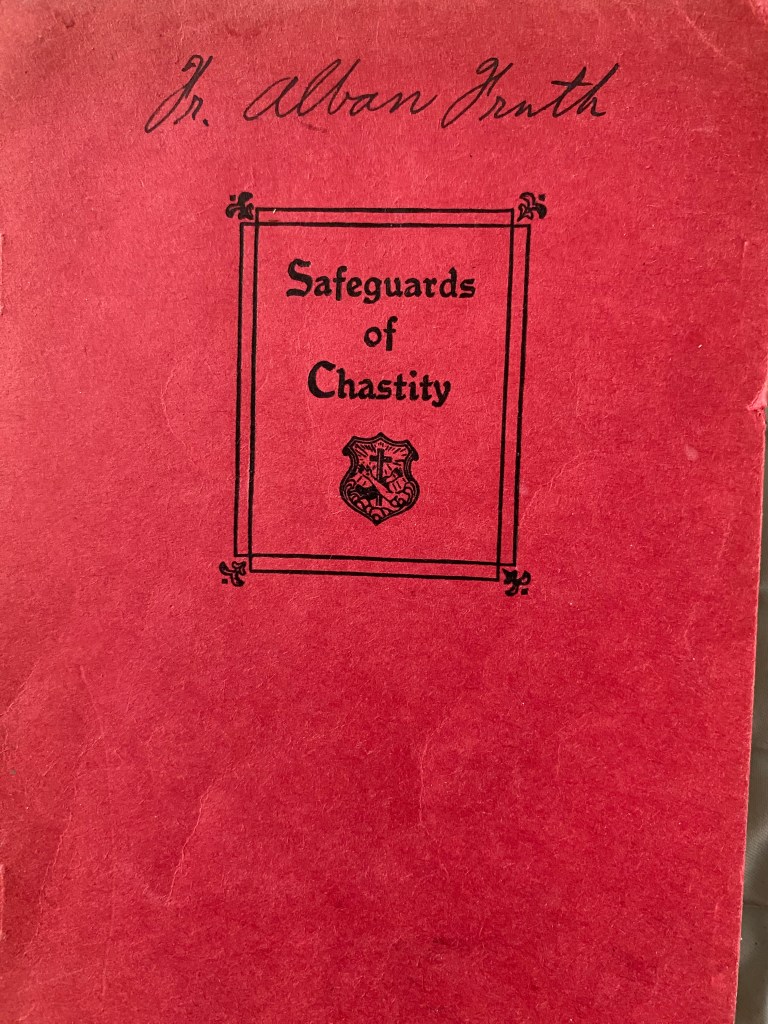 Fr. Alban Fruth
Safeguards
of
Chastity